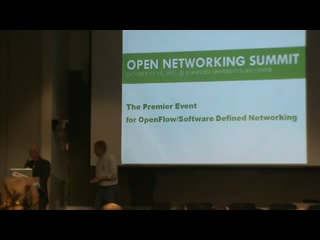 OPEN NETWORKING SUMMIT
The Premier Event
for OpenFlow/Software Defined Networking